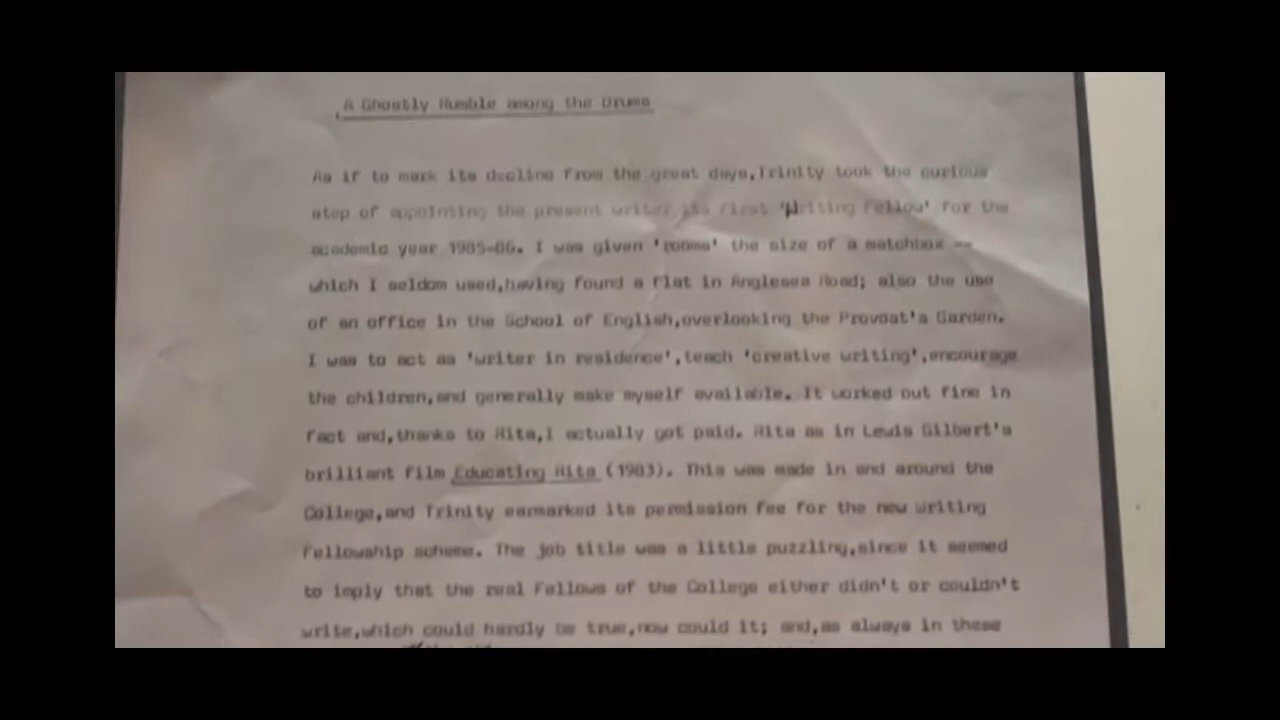 A Ghostly Rumble among the Drums
As if to mark its decline from the great days,Trinity took the curious
step of appointing the present writer its first 'Writing Fellow' for the
academic year 1985-86. I was given 'rooms' the size of a matchbox --
which I seldom used,having found a flat in Anglesea Road; also the use
of an office in the School of English,overlooking the Provost's Garden.
I was to act as 'writer in residence',teach 'creative writing',encourage
the children,and generally make myself available. It worked out fine in
fact and,thanks to Rita,I actually got paid. Rita as in Lewis Gilbert's
brilliant film Educating Rita (1983). This was made in and around the
College,and Trinity earmarked its permission fee for the new Writing
Fellowship scheme. The job title was a little puzzling,since it seemed
to imply that the real Fellows of the College either didn't or couldn't
write,which could hardly be true,now could it; and,as always in these